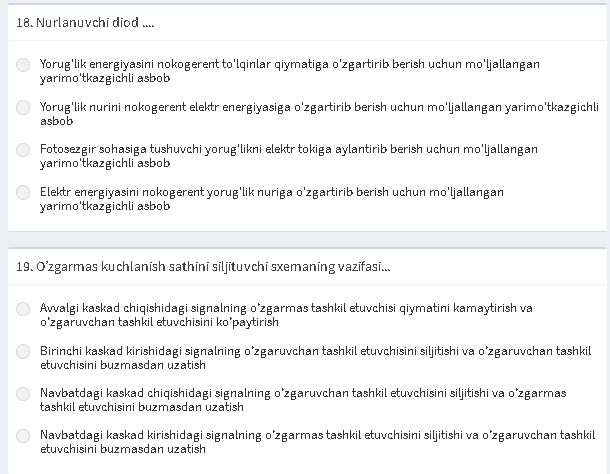 18. Nurlanuvchi diod ....
Yorug'lik energiyasini nokogerent to'lqinlar qiymatiga o'zgartirib berish uchun mo'ljallangan
yarimo'tkazgichli asbob
Yorug'lik nurini nokogerent elektr energiyasiga o'zgartirib berish uchun mo'ljallangan yarimo'tkazgichli
asbob
Fotosezgir sohasiga tushuvchi yorug'likni elektr tokiga aylantirib berish uchun mo'ljallangan
yarimo'tkazgichli asbob
Elektr energiyasini nokogerent yorug'lik nuriga o'zgartirib berish uchun mo'ljallangan
yarimo'tkazgichli asbob
19. O'zgarmas kuchlanish sathini siljituvchi sxemaning vazifasi...
Avvalgi kaskad chiqishidagi signalning o'zgarmas tashkil etuvchisi qiymatini kamaytirish va
o'zgaruvchan tashkil etuvchisini ko'paytirish
Birinchi kaskad kirishidagi signalning o'zgaruvchan tashkil etuvchisini siljitish va o'zgaruvchan tashkil
etuvchisini buzmasdan uzatish
Navbatdagi kaskad chiqishidagi signalning o'zgaruvchan tashkil etuvchisini siljitish va o'zgarmas
tashkil etuvchisini buzmasdan uzatish
Navbatdagi kaskad kirishidagi signalning o'zgarmas tashkil etuvchisini siljitish va o'zgaruvchan tashkil
etuvchisini buzmasdan uzatish